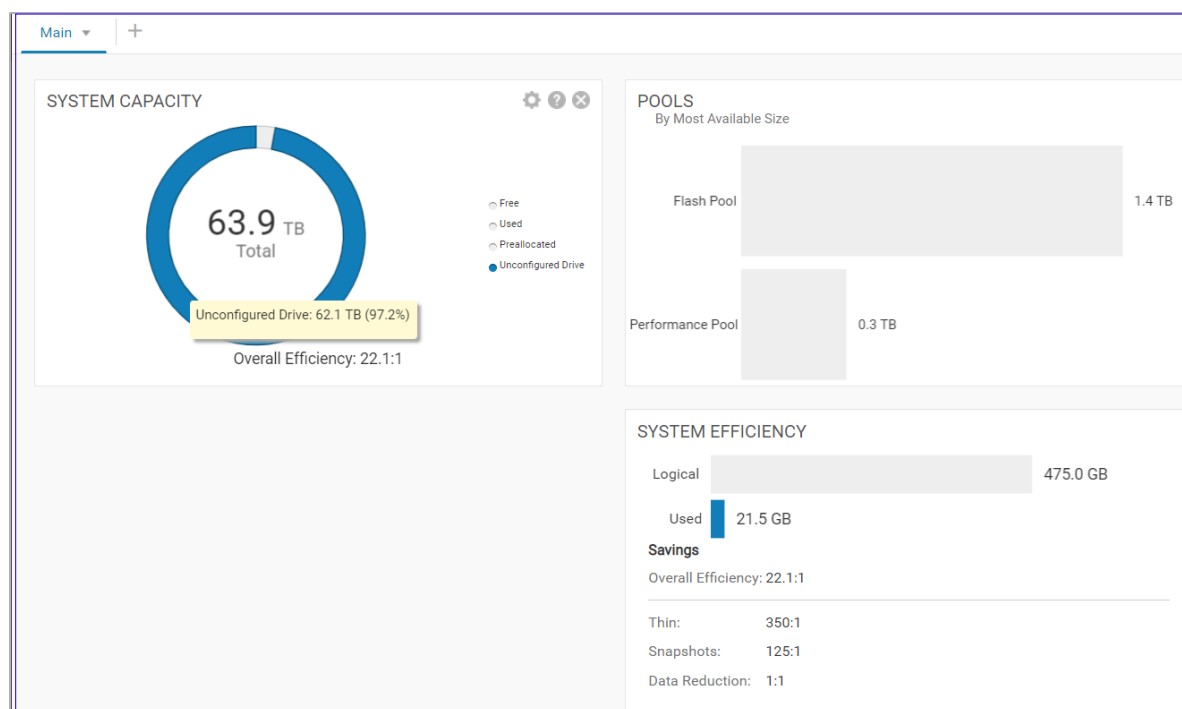 Main
SYSTEM CAPACITY
63.9 TB
Total
Free
Used
Preallocated
Unconfigured Drive
Unconfigured Drive: 62.1 TB (97.2%)
Overall Efficiency: 22.1:1
POOLS
By Most Available Size
Flash Pool 1.4 TB
Performance Pool 0.3 TB
SYSTEM EFFICIENCY
Logical 475.0 GB
Used 21.5 GB
Savings
Overall Efficiency: 22.1:1
Thin: 350:1
Snapshots: 125:1
Data Reduction: 1:1